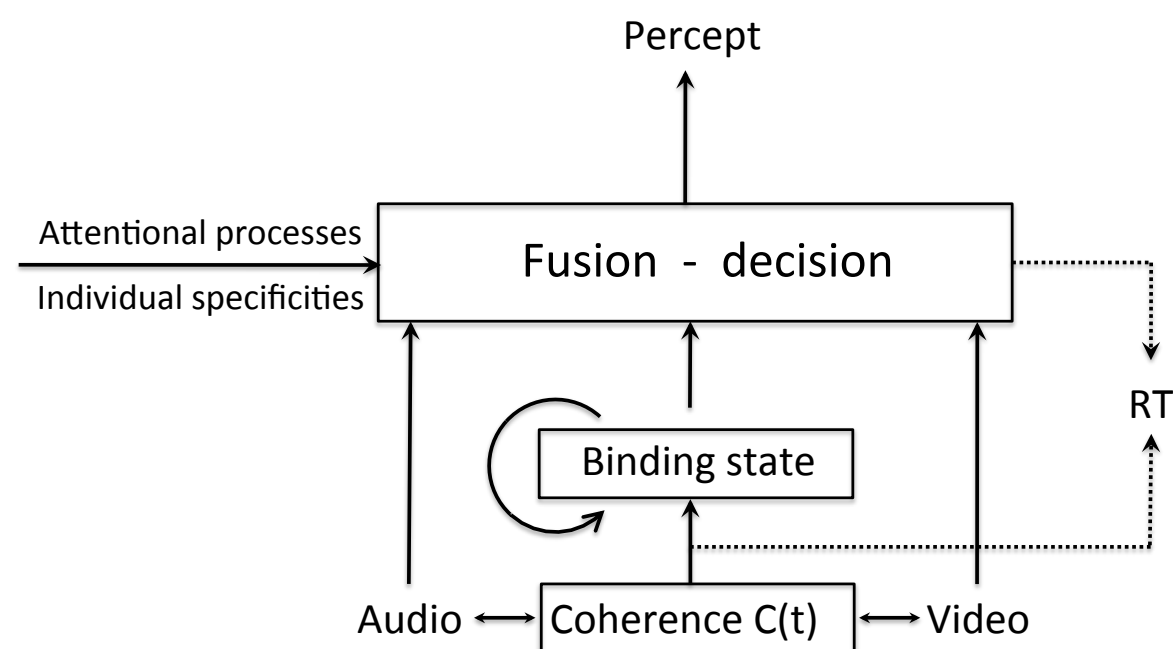 Percept
Attentional processes
Fusion - decision
Individual specificities
RT
Binding state
Audio
Coherence C(t)
Video